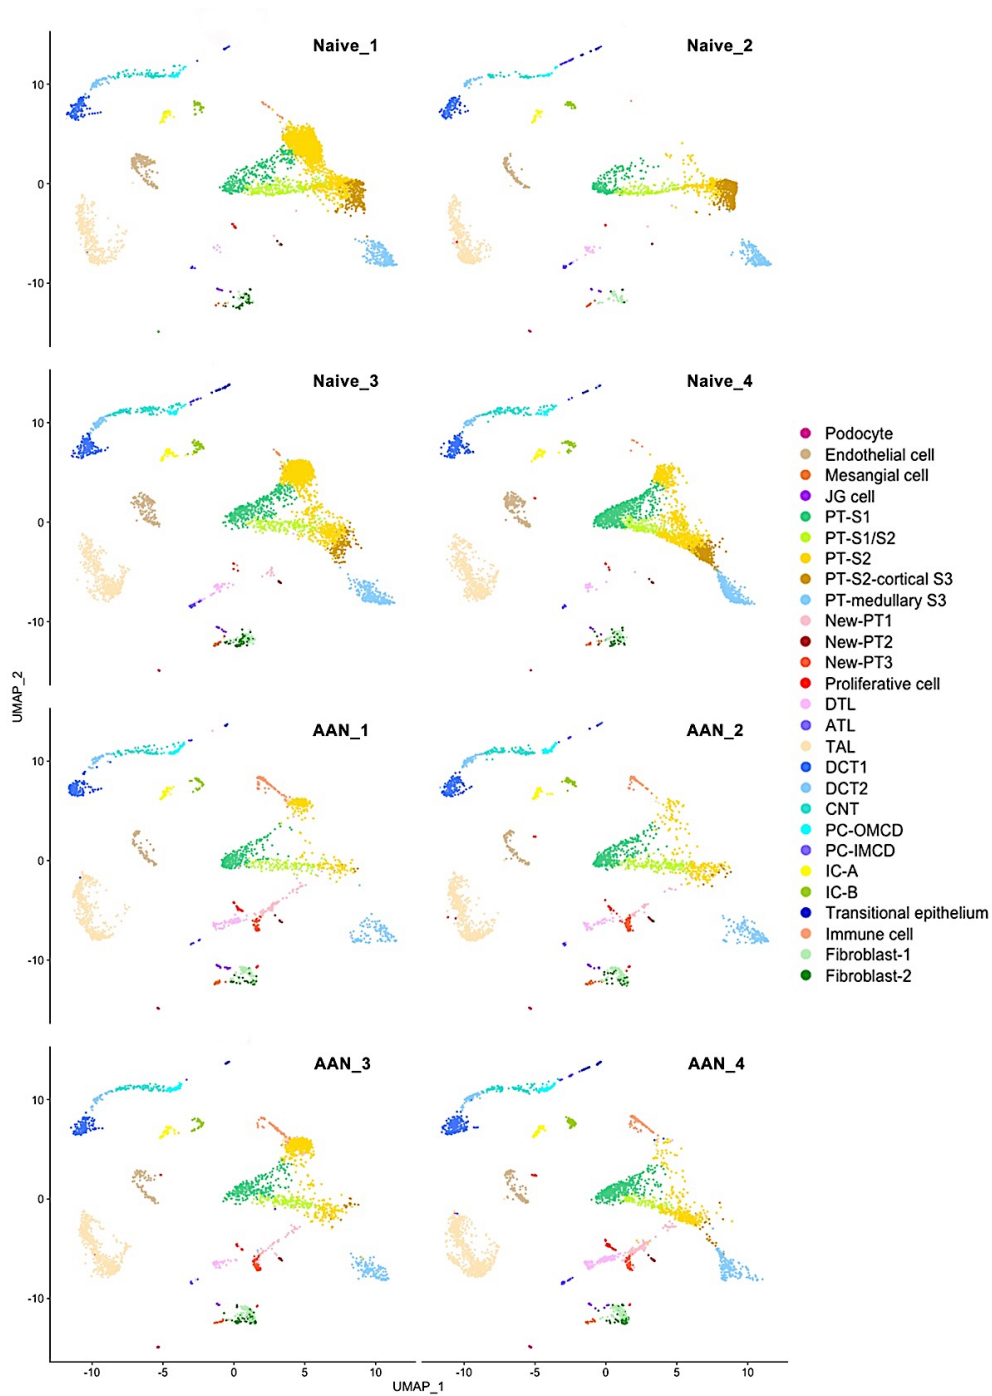 Naive_1
Naive_2
10
0
-10
Naive_3
Naive_4
10
0
-10
Podocyte
Endothelial cell
Mesangial cell
JG cell
PT-S1
PT-S1/S2
PT-S2
PT-S2-cortical S3
PT-medullary S3
New-PT1
New-PT2
New-PT3
Proliferative cell
DTL
ATL
TAL
DCT1
DCT2
CNT
PC-OMCD
PC-IMCD
IC-A
IC-B
Transitional epithelium
Immune cell
Fibroblast-1
Fibroblast-2
UMAP_2
AAN_1
AAN_2
10
0
-10
AAN_3
AAN_4
10
0
-10
-10 -5 0 5 10 -10 -5 0 5 10
UMAP_1